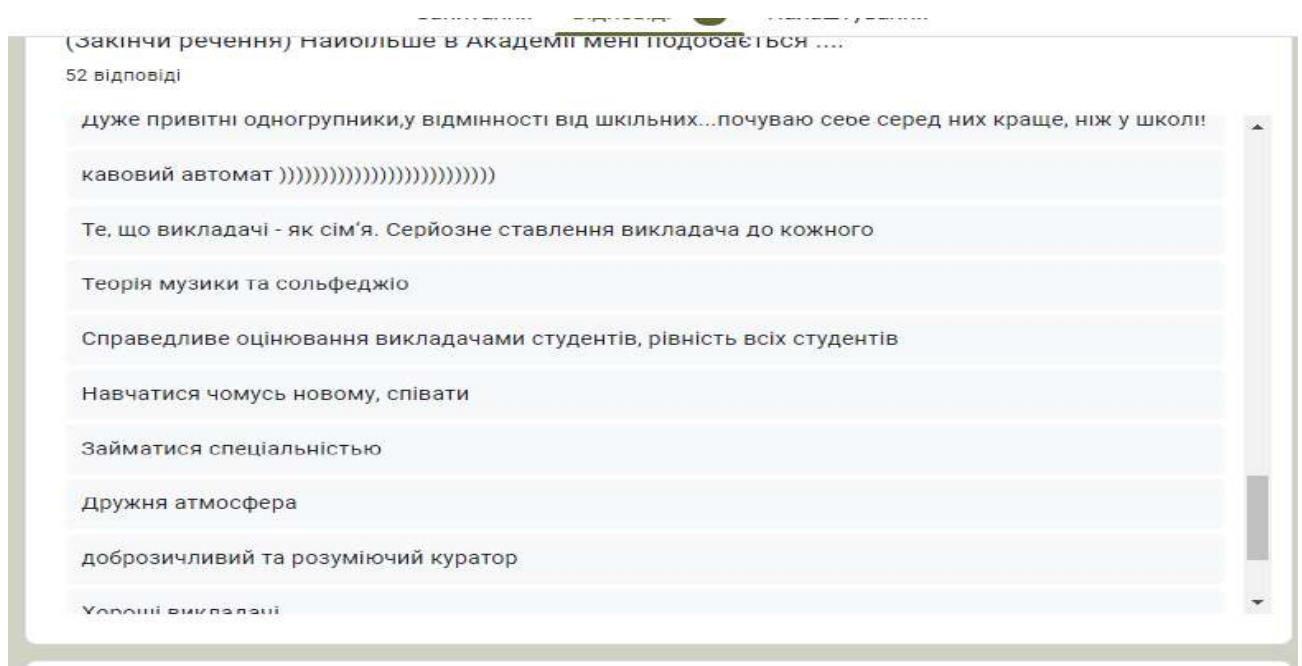 (Закінчи речення) Найбільше в Академії мені подобається ....
52 відповіді
Дуже привітні одногрупники,у відмінності від шкільних...почуваю себе серед них краще, ніж у школі!
кавовий автомат ))))))))))))))))))))))))))
Те, що викладачі - як сім'я. Серйозне ставлення викладача до кожного
Теорія музики та сольфеджіо
Справедливе оцінювання викладачами студентів, рівність всіх студентів
Навчатися чомусь новому, співати
Займатися спеціальністю
Дружня атмосфера
доброзичливий та розуміючий куратор
Хороші викладачі